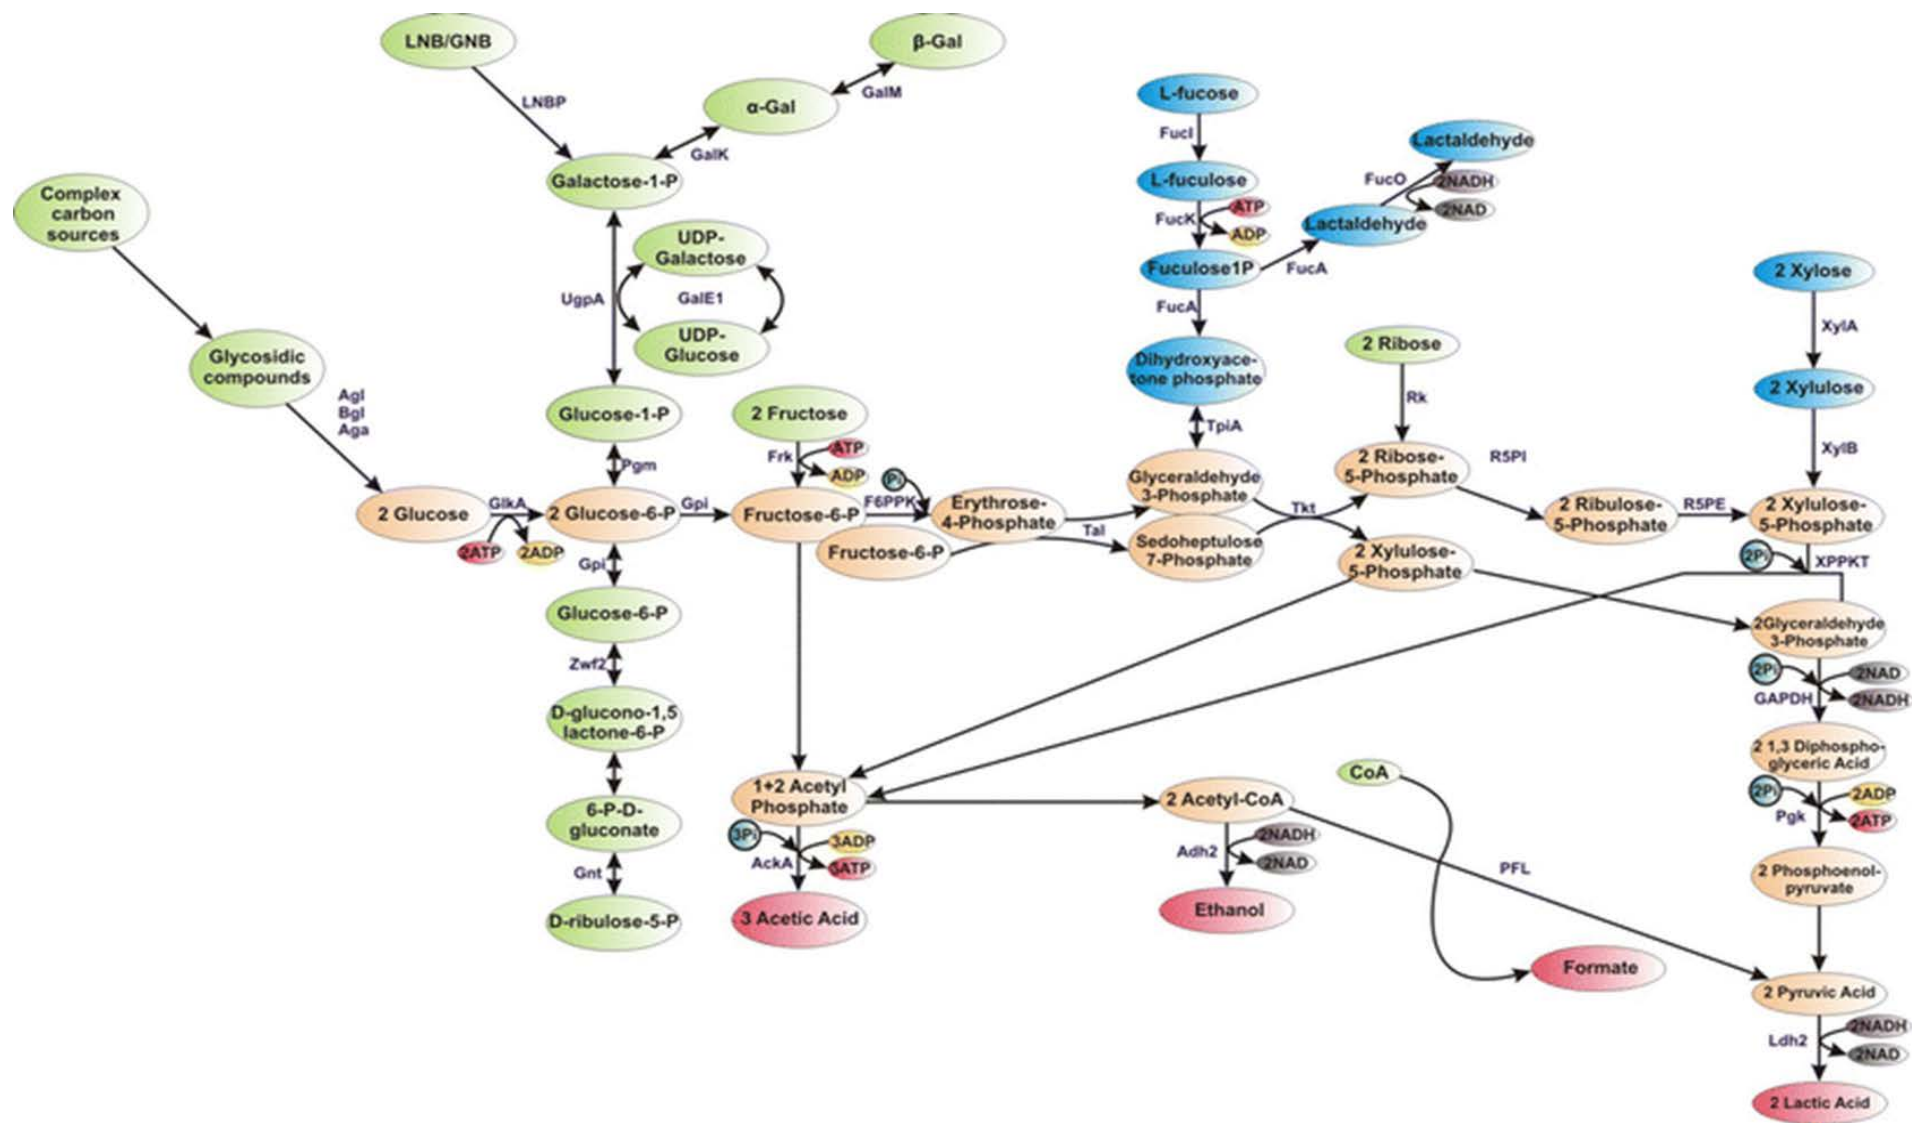 LNB/GNB
β-Gal
LNBP
GalM
α-Gal
GalK
Galactose-1-P
Complex
carbon
sources
UDP-
Galactose
UgpA
GalE1
UDP-
Glucose
Glycosidic
compounds
Agl
Bgl
Aga
Glucose-1-P
Pgm
2 Glucose
GlkA
2ATP
2ADP
2 Glucose-6-P
Gpi
Gpi
Glucose-6-P
Zwf2
D-glucono-1,5
lactone-6-P
6-P-D-
gluconate
Gnt
D-ribulose-5-P
2 Fructose
Frk
ATP
ADP
Fructose-6-P
Fructose-6-P
Pi
F6PPK
Erythrose-
4-Phosphate
Tal
L-fucose
FucI
L-fuculose
FucK
ATP
ADP
Fuculose1P
FucA
Lactaldehyde
FucO
2NADH
2NAD
Lactaldehyde
FucA
Dihydroxyace-
tone phosphate
TpiA
Glyceraldehyde
3-Phosphate
Sedoheptulose
7-Phosphate
Tkt
2 Ribose
Rk
2 Ribose-
5-Phosphate
R5PI
2 Xylulose-
5-Phosphate
2 Ribulose-
5-Phosphate
R5PE
2 Xylose
XylA
2 Xylulose
XylB
2 Xylulose-
5-Phosphate
2Pi
XPPKT
2Glyceraldehyde
3-Phosphate
2Pi
2NAD
GAPDH
2NADH
2 1,3 Diphospho-
glyceric Acid
2Pi
2ADP
Pgk
2ATP
2 Phosphoenol-
pyruvate
2 Pyruvic Acid
2NADH
Ldh2
2NAD
2 Lactic Acid
1+2 Acetyl
Phosphate
3Pi
3ADP
AckA
3ATP
3 Acetic Acid
2 Acetyl-CoA
2NADH
Adh2
2NAD
Ethanol
CoA
PFL
Formate